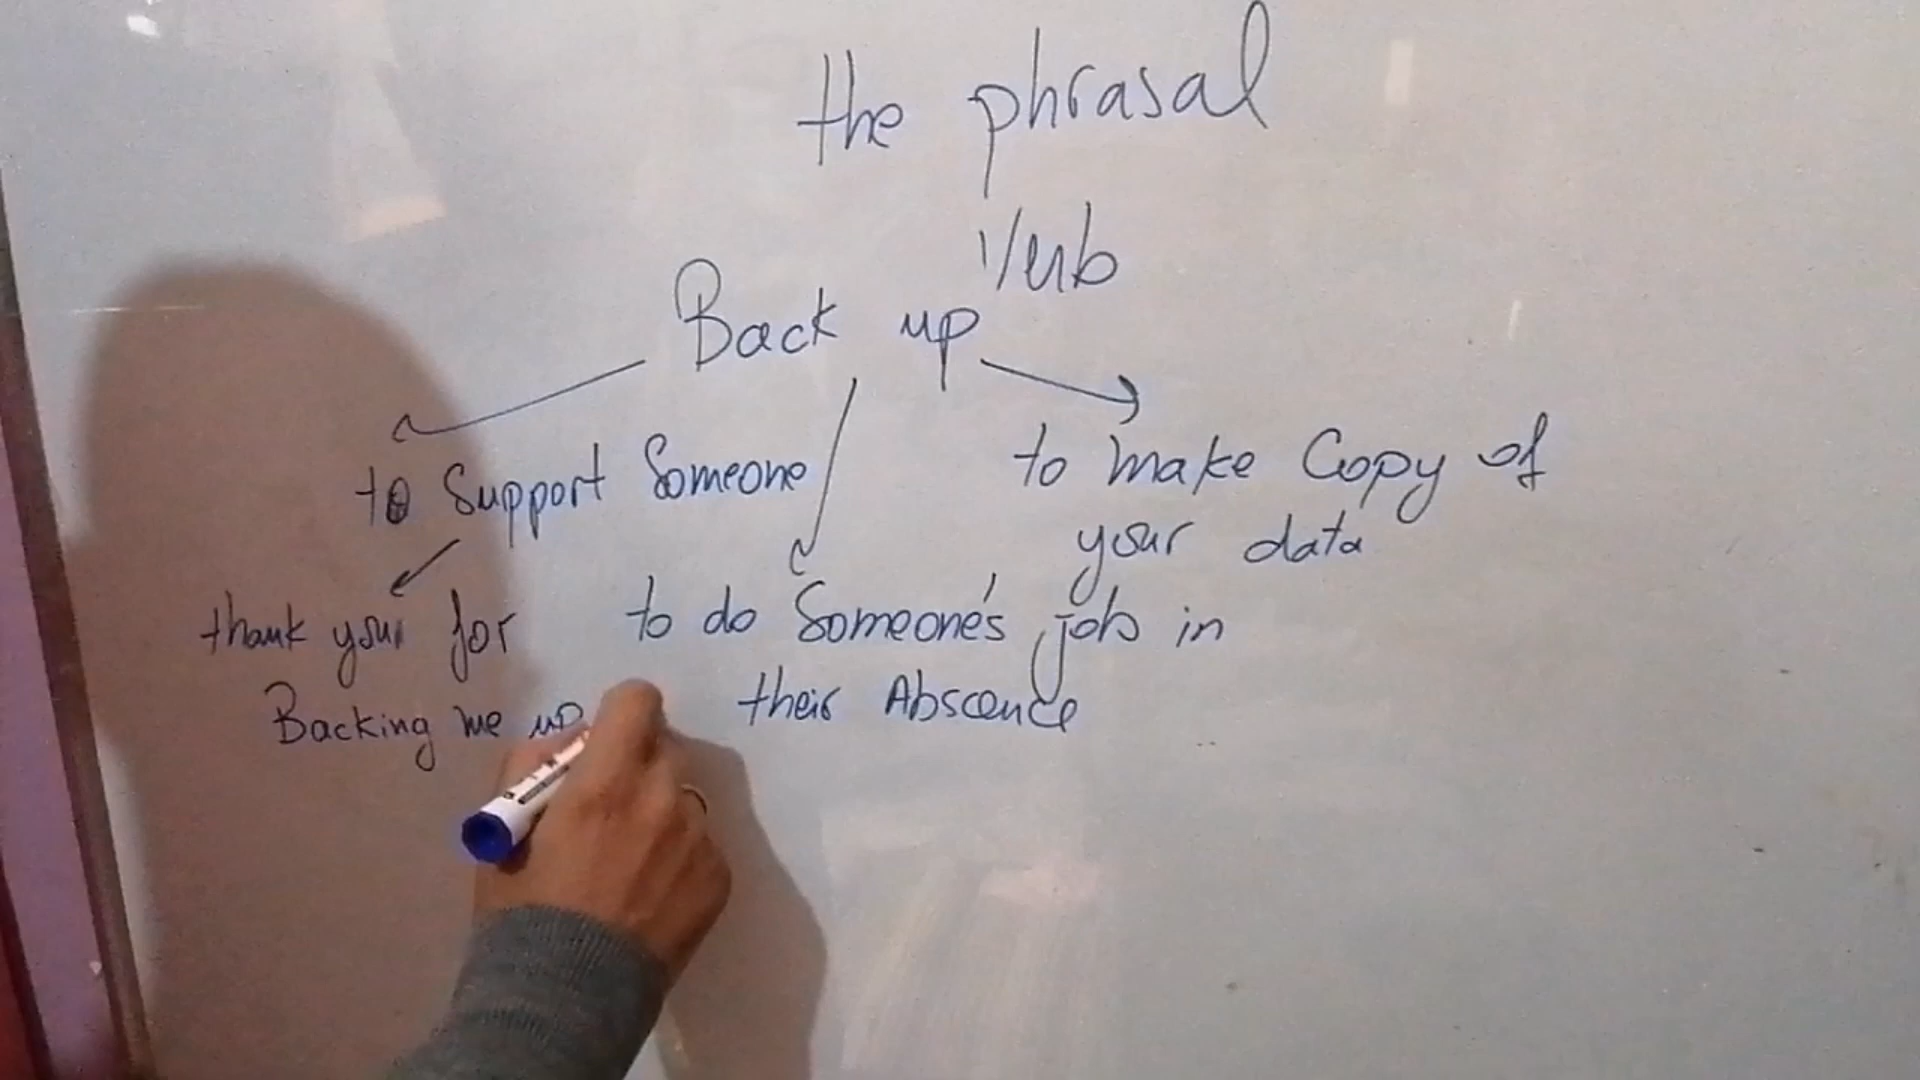 the phrasal
verb
Back up
to Support Someone
to make Copy of
your data
thank you for
Backing me up
to do Someone's job in
their Abscence